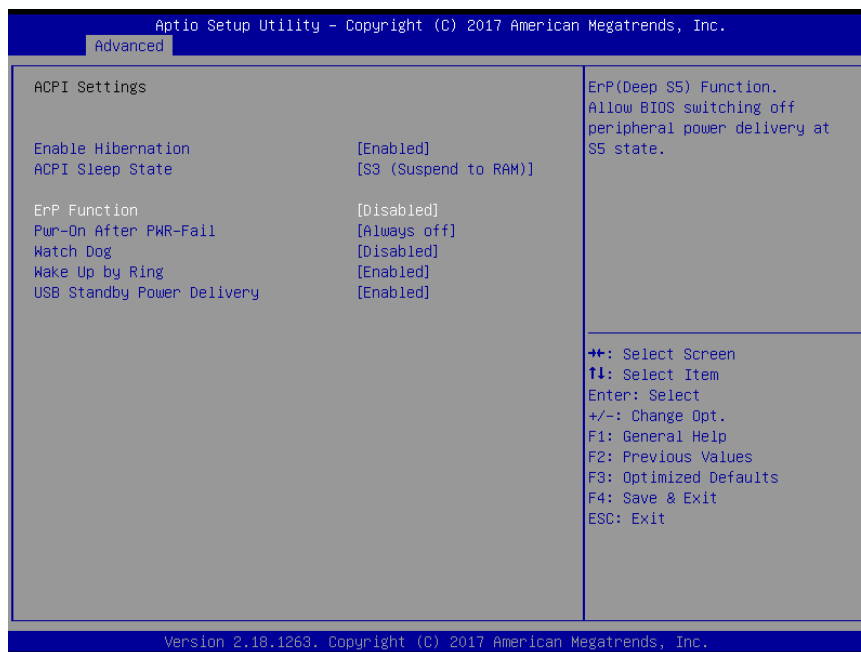 Aptio Setup Utility – Copyright (C) 2017 American Megatrends, Inc.
Advanced
ACPI Settings
Enable Hibernation [Enabled]
ACPI Sleep State [S3 (Suspend to RAM)]
ErP Function [Disabled]
Pwr-On After PWR-Fail [Always off]
Watch Dog [Disabled]
Wake Up by Ring [Enabled]
USB Standby Power Delivery [Enabled]
ErP(Deep S5) Function.
Allow BIOS switching off
peripheral power delivery at
S5 state.
→←: Select Screen
↑↓: Select Item
Enter: Select
+/-: Change Opt.
F1: General Help
F2: Previous Values
F3: Optimized Defaults
F4: Save & Exit
ESC: Exit
Version 2.18.1263. Copyright (C) 2017 American Megatrends, Inc.